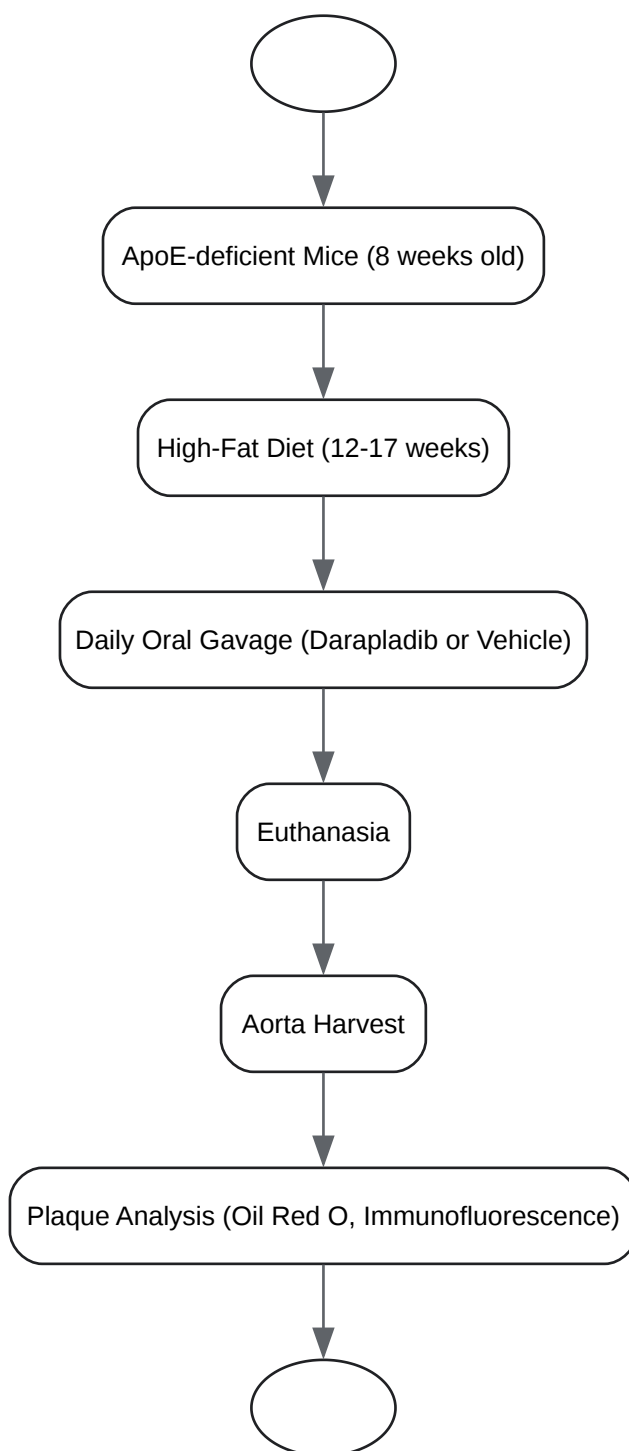 ApoE-deficient Mice (8 weeks old)
High-Fat Diet (12-17 weeks)
Daily Oral Gavage (Darapladib or Vehicle)
Euthanasia
Aorta Harvest
Plaque Analysis (Oil Red O, Immunofluorescence)